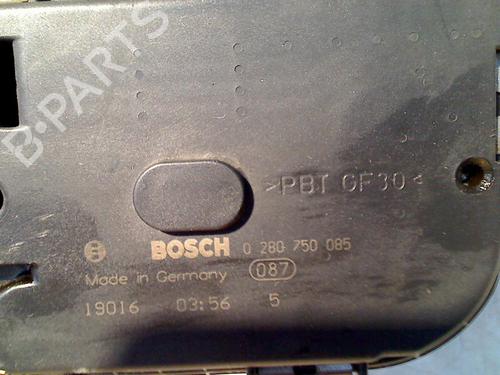 B-PARTS
>PBT GF30<
BOSCH 0 280 750 085
Made in Germany 087
19016 03:56 5